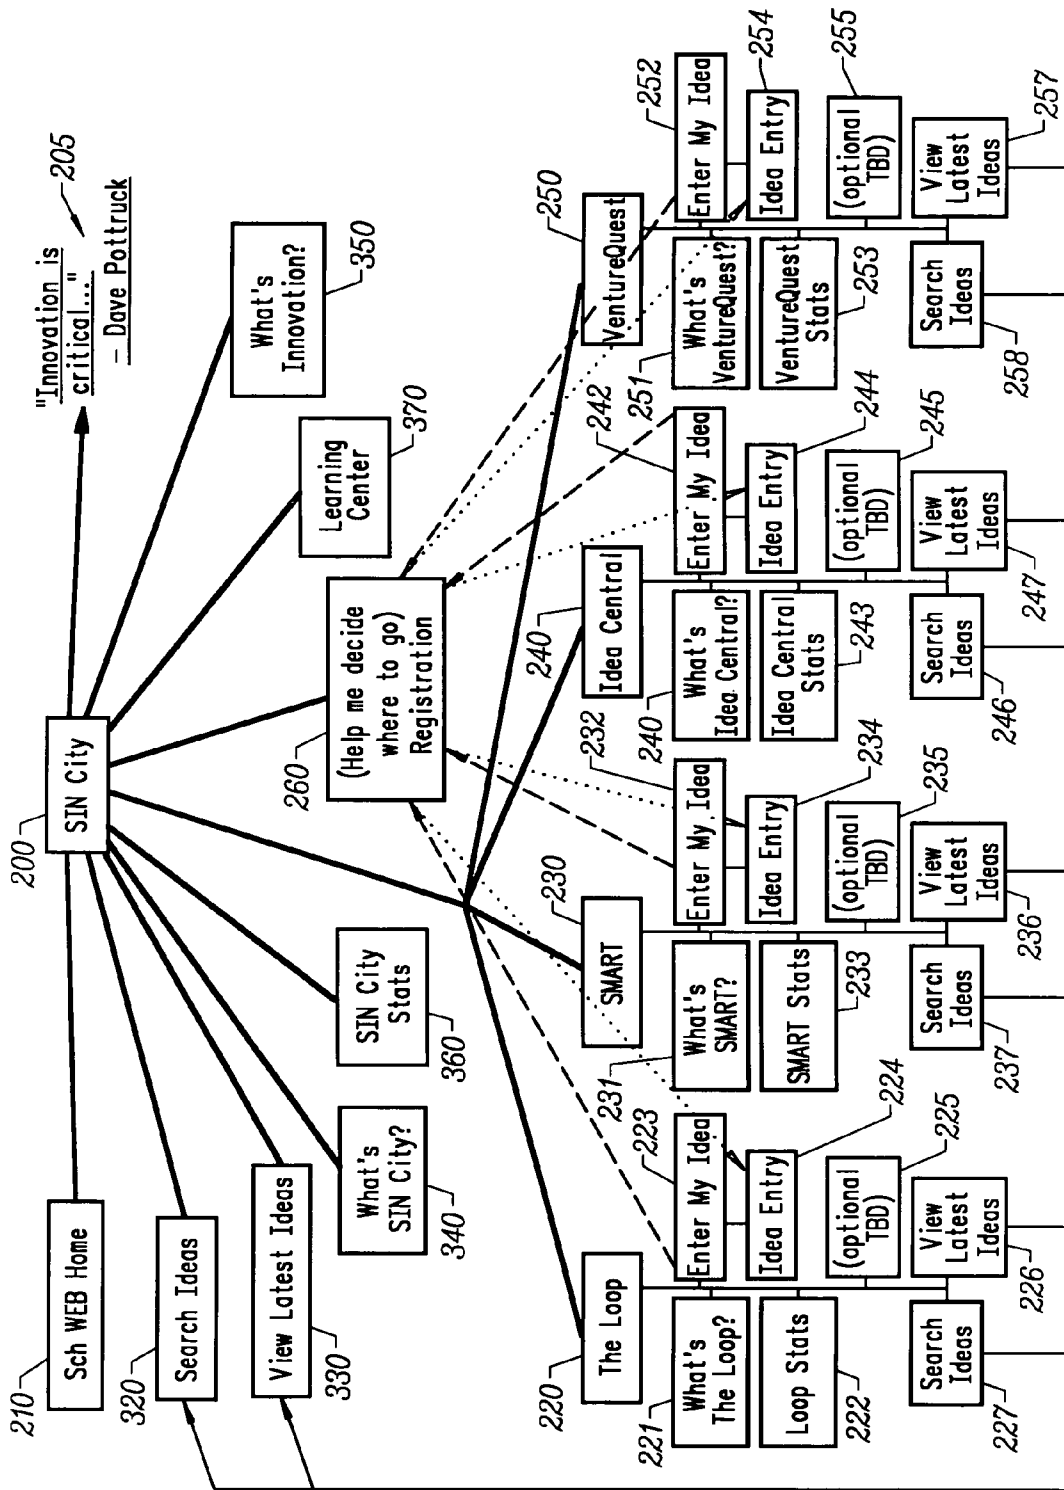 "Innovation is
critical..."
- Dave Pottruck
205
200
SIN City
210
Sch WEB Home
320
Search Ideas
View Latest Ideas
330
What's
SIN City?
340
SIN City
Stats
360
260
(Help me decide
where to go)
Registration
Learning
Center
370
What's
Innovation?
350
220
The Loop
221
What's
The Loop?
223
Enter My Idea
Loop Stats
222
Idea Entry
224
(optional
TBD)
225
Search
Ideas
227
View
Latest
Ideas
226
SMART
230
231
What's
SMART?
232
Enter My Idea
SMART Stats
233
Idea Entry
234
(optional
TBD)
235
Search
Ideas
237
View
Latest
Ideas
236
240
Idea Central
240
What's
Idea Central?
242
Enter My Idea
Idea Central
Stats
243
Idea Entry
244
(optional
TBD)
245
Search
Ideas
246
View
Latest
Ideas
247
VentureQuest
250
251
What's
VentureQuest?
252
Enter My Idea
VentureQuest
Stats
253
Idea Entry
254
(optional
TBD)
255
Search
Ideas
258
View
Latest
Ideas
257